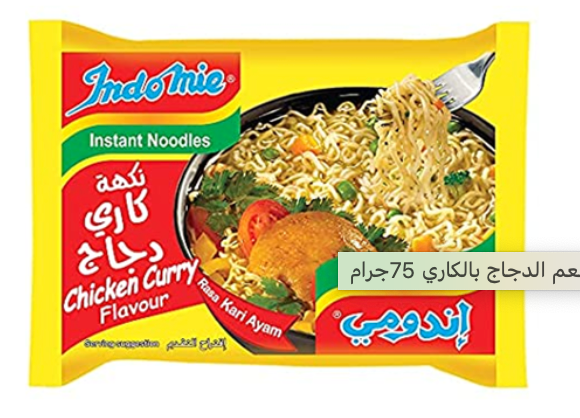 Indomie®
Instant Noodles
نكهة
كاري
دجاج
Chicken Curry
Flavour
Rasa Kari Ayam
Serving suggestion إقتراح التقديم
الدجاج بالكاري 75جرام
إندومي®